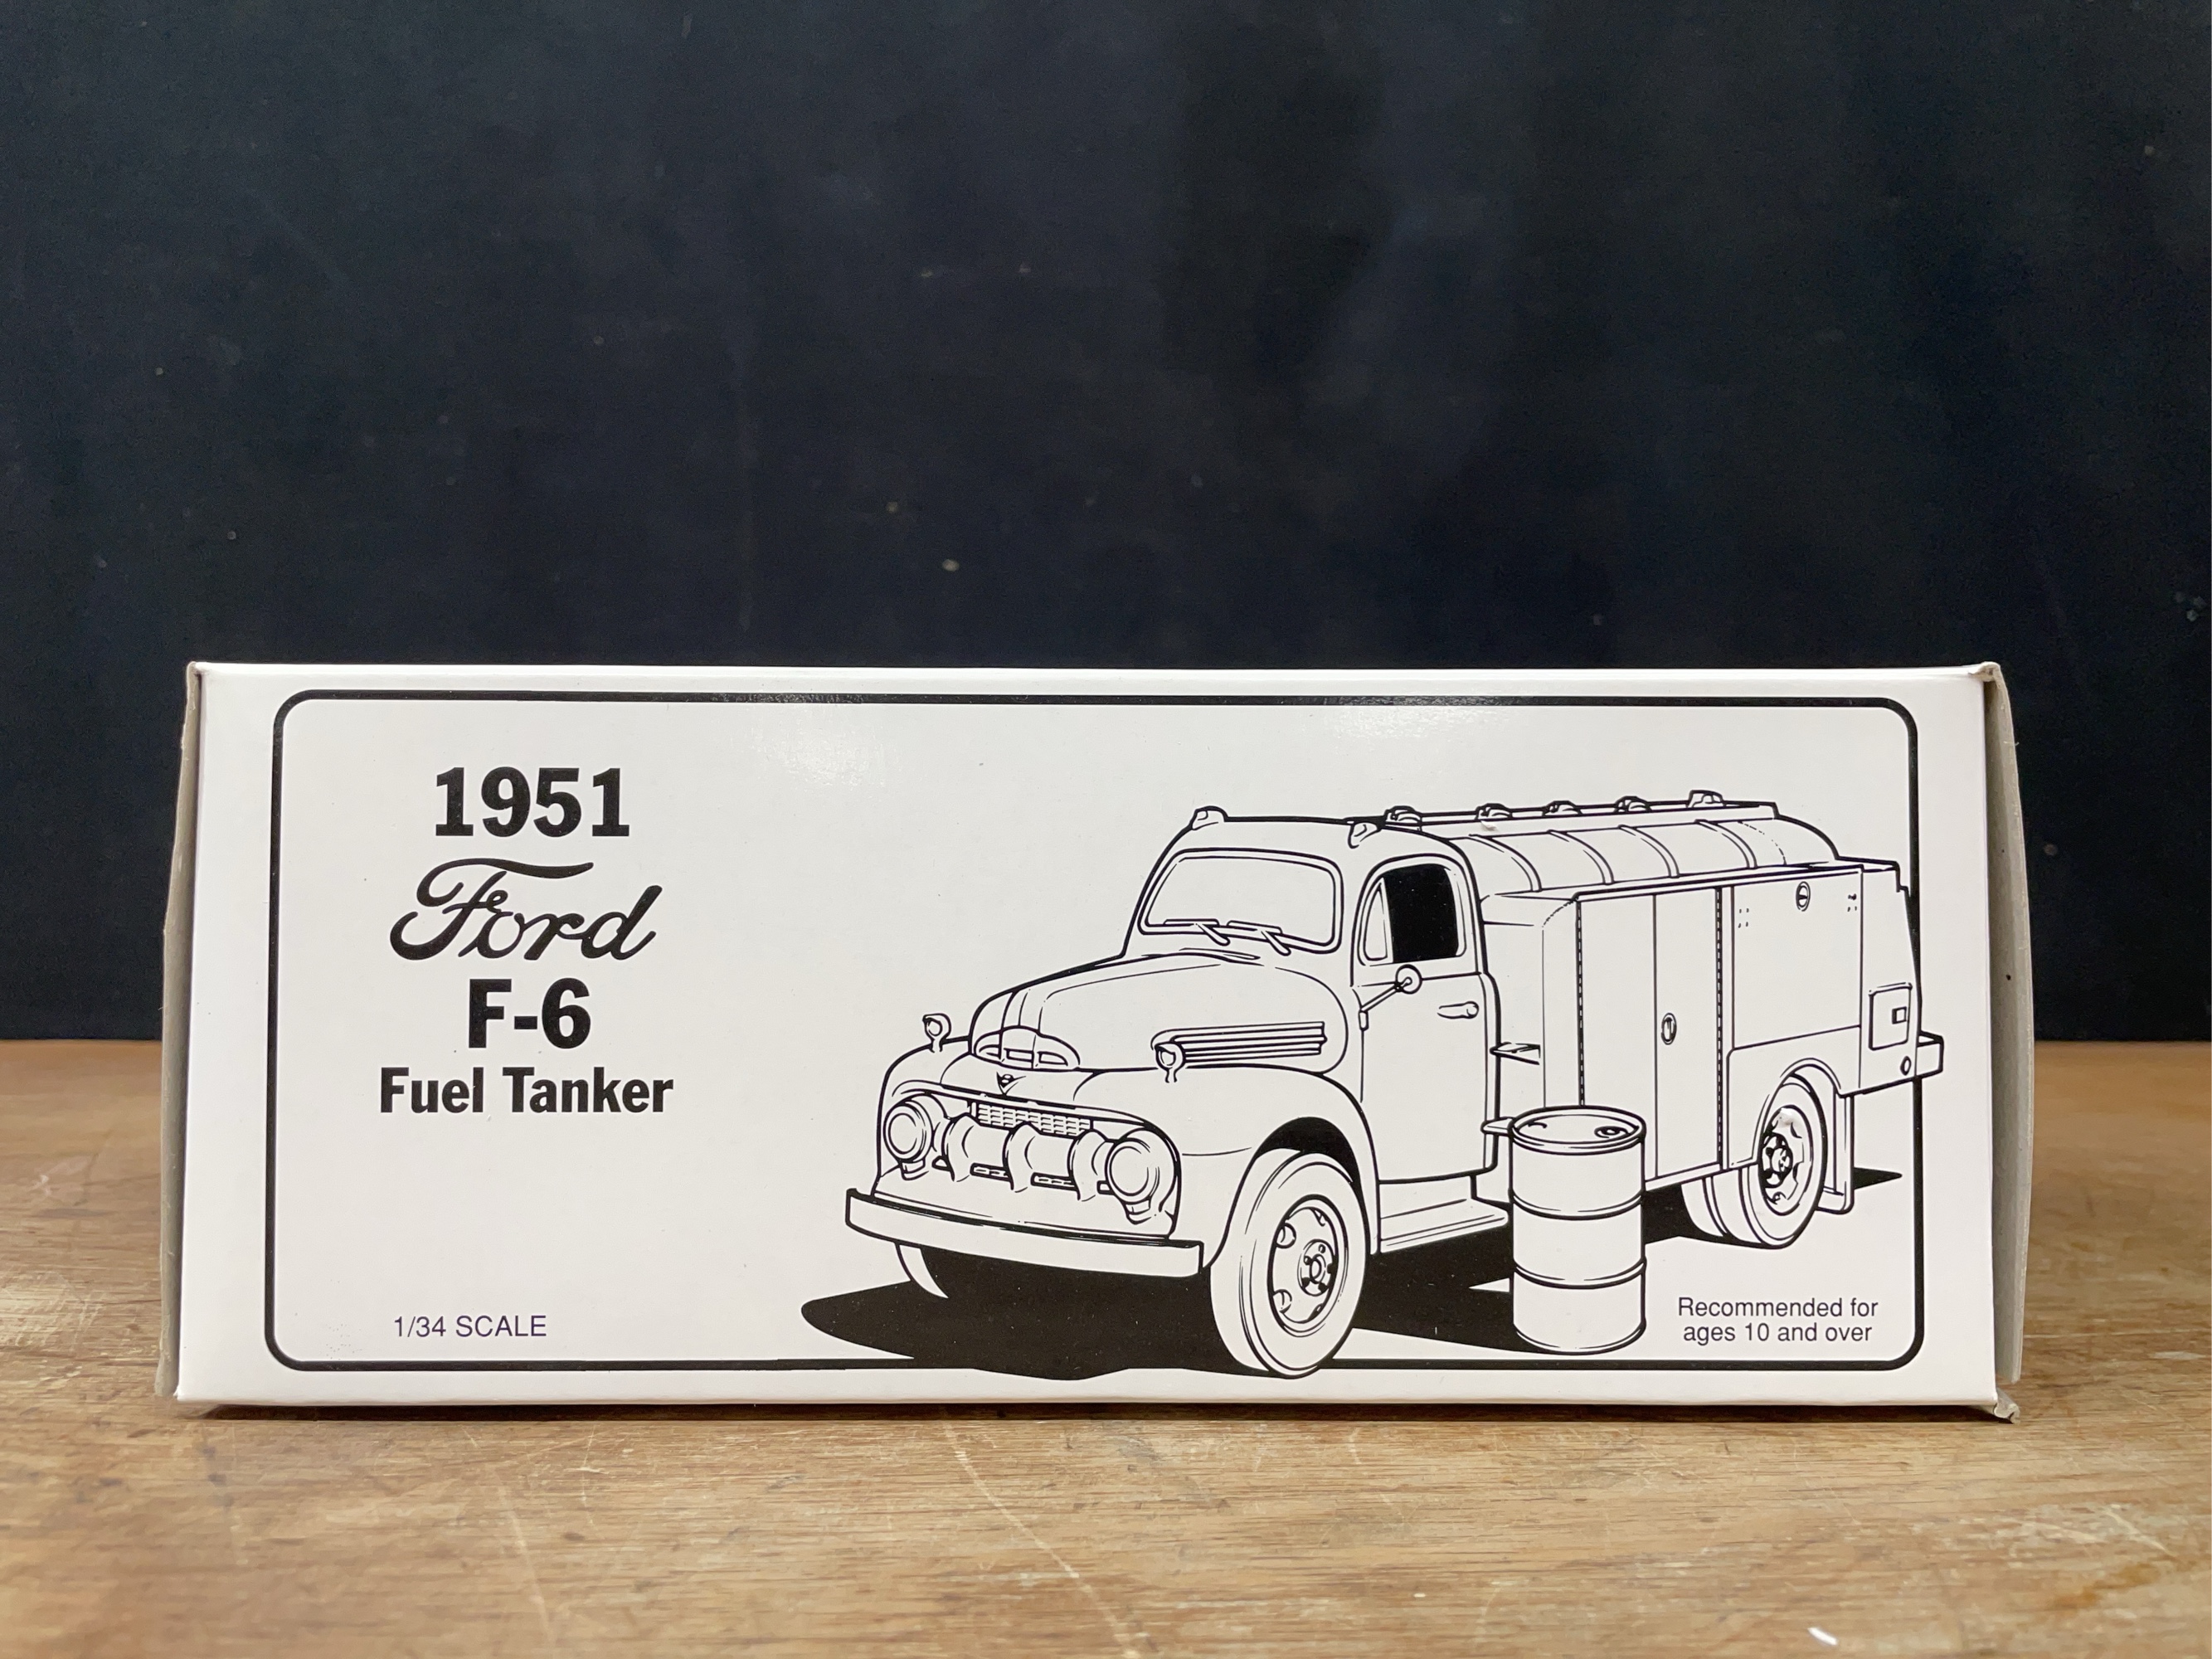 1951
Ford
F-6
Fuel Tanker
1/34 SCALE
Recommended for
ages 10 and over